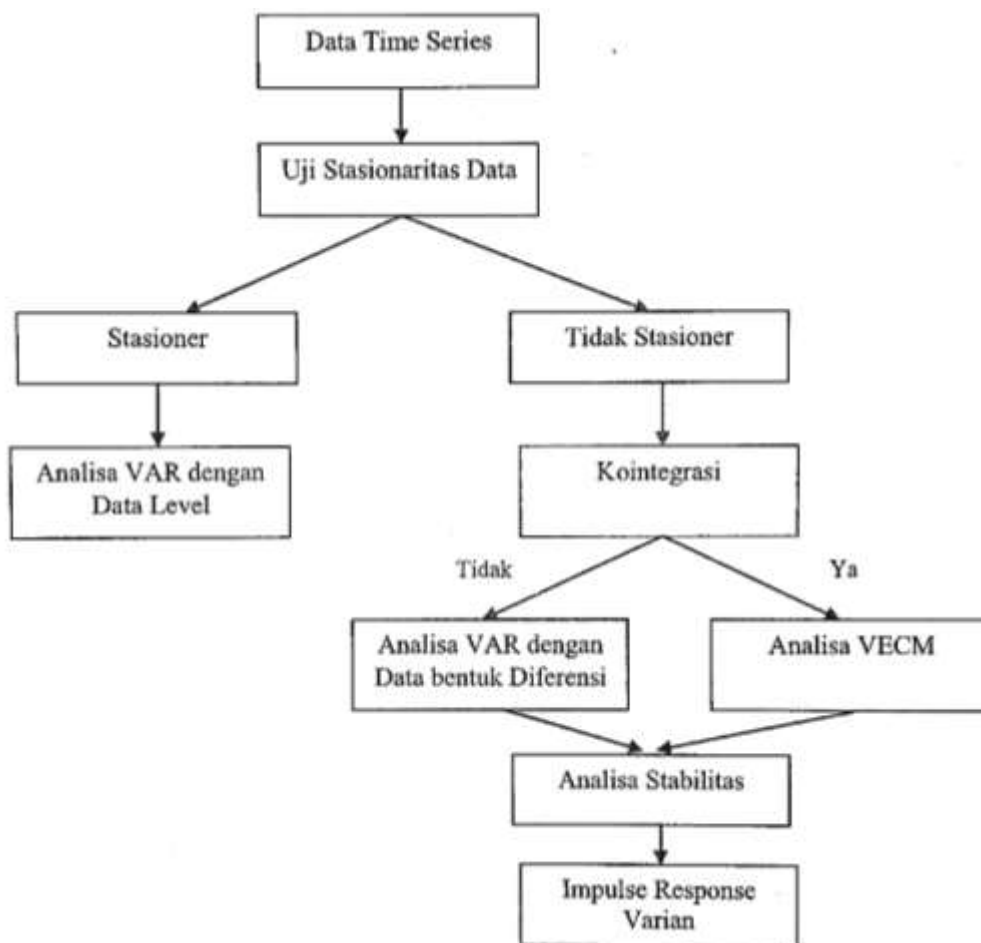 Data Time Series
Uji Stasionaritas Data
Stasioner
Tidak Stasioner
Analisa VAR dengan
Data Level
Kointegrasi
Tidak
Ya
Analisa VAR dengan
Data bentuk Diferensi
Analisa VECM
Analisa Stabilitas
Impulse Response
Varian